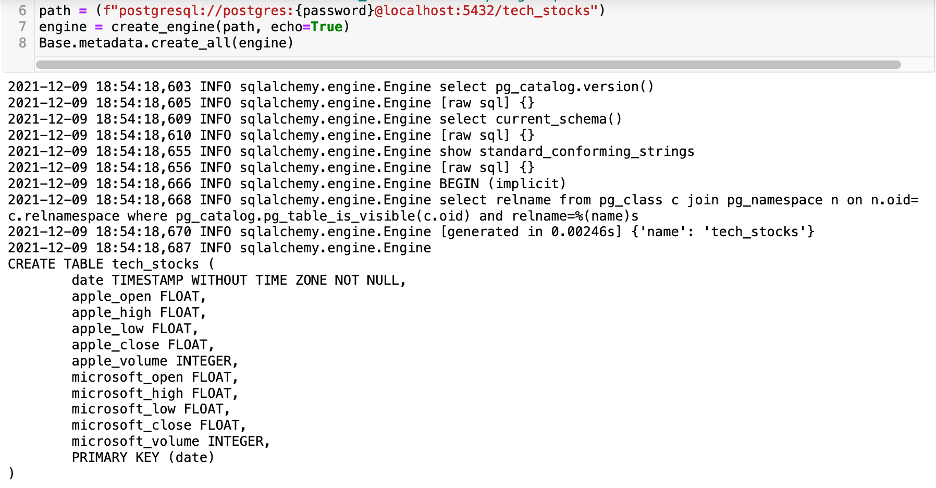 6 path = (f"postgresql://postgres:{password}@localhost:5432/tech_stocks")
7 engine = create_engine(path, echo=True)
8 Base.metadata.create_all(engine)
2021-12-09 18:54:18,603 INFO sqlalchemy.engine.Engine select pg_catalog.version()
2021-12-09 18:54:18,605 INFO sqlalchemy.engine.Engine [raw sql] {}
2021-12-09 18:54:18,609 INFO sqlalchemy.engine.Engine select current_schema()
2021-12-09 18:54:18,610 INFO sqlalchemy.engine.Engine [raw sql] {}
2021-12-09 18:54:18,655 INFO sqlalchemy.engine.Engine show standard_conforming_strings
2021-12-09 18:54:18,656 INFO sqlalchemy.engine.Engine [raw sql] {}
2021-12-09 18:54:18,666 INFO sqlalchemy.engine.Engine BEGIN (implicit)
2021-12-09 18:54:18,668 INFO sqlalchemy.engine.Engine select relname from pg_class c join pg_namespace n on n.oid=
c.relnamespace where pg_catalog.pg_table_is_visible(c.oid) and relname=%(name)s
2021-12-09 18:54:18,670 INFO sqlalchemy.engine.Engine [generated in 0.00246s] {'name': 'tech_stocks'}
2021-12-09 18:54:18,687 INFO sqlalchemy.engine.Engine
CREATE TABLE tech_stocks (
date TIMESTAMP WITHOUT TIME ZONE NOT NULL,
apple_open FLOAT,
apple_high FLOAT,
apple_low FLOAT,
apple_close FLOAT,
apple_volume INTEGER,
microsoft_open FLOAT,
microsoft_high FLOAT,
microsoft_low FLOAT,
microsoft_close FLOAT,
microsoft_volume INTEGER,
PRIMARY KEY (date)
)